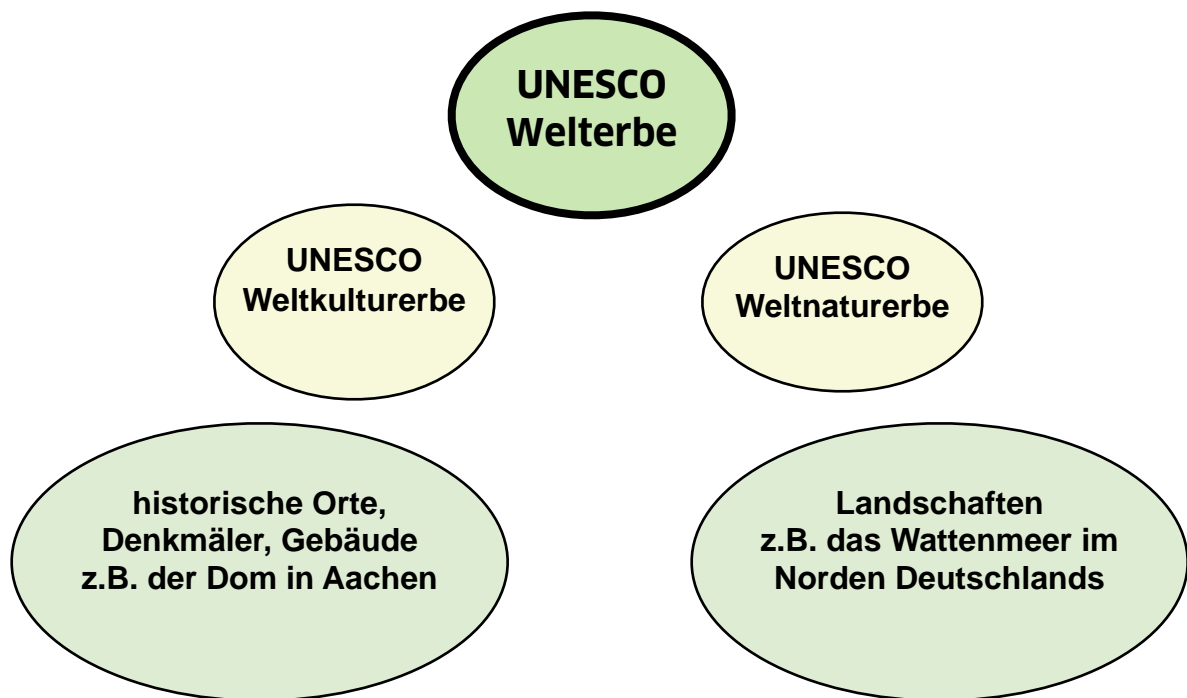 UNESCO
Welterbe
UNESCO
Weltkulturerbe
UNESCO
Weltnaturerbe
historische Orte,
Denkmäler, Gebäude
z.B. der Dom in Aachen
Landschaften
z.B. das Wattenmeer im
Norden Deutschlands